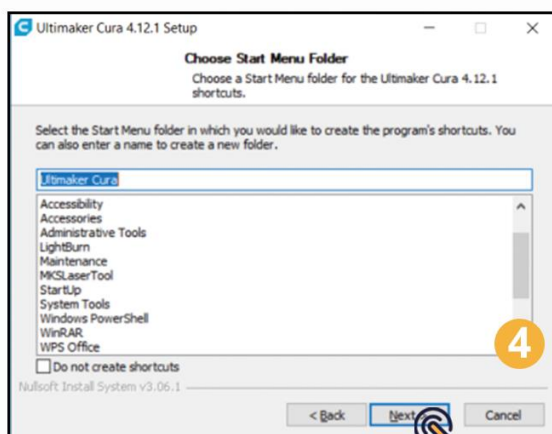 Ultimaker Cura 4.12.1 Setup
Choose Start Menu Folder
Choose a Start Menu folder for the Ultimaker Cura 4.12.1
shortcuts.
Select the Start Menu folder in which you would like to create the program's shortcuts. You
can also enter a name to create a new folder.
Ultimaker Cura
Accessibility
Accessories
Administrative Tools
LightBurn
Maintenance
MKSLaserTool
StartUp
System Tools
Windows PowerShell
WinRAR
WPS Office
4
Do not create shortcuts
Nullsoft Install System v3.06.1
< Back Next Cancel